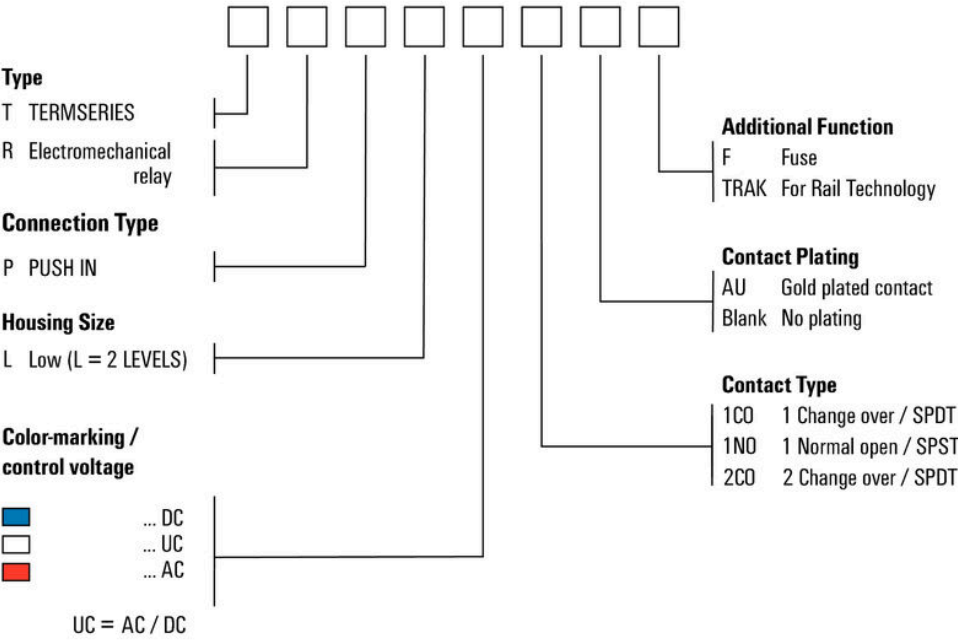 Type
T TERMSERIES
R Electromechanical
relay
Connection Type
P PUSH IN
Housing Size
L Low (L = 2 LEVELS)
Color-marking /
control voltage
... DC
... UC
... AC
UC = AC / DC
Additional Function
F Fuse
TRAK For Rail Technology
Contact Plating
AU Gold plated contact
Blank No plating
Contact Type
1CO 1 Change over / SPDT
1NO 1 Normal open / SPST
2CO 2 Change over / SPDT